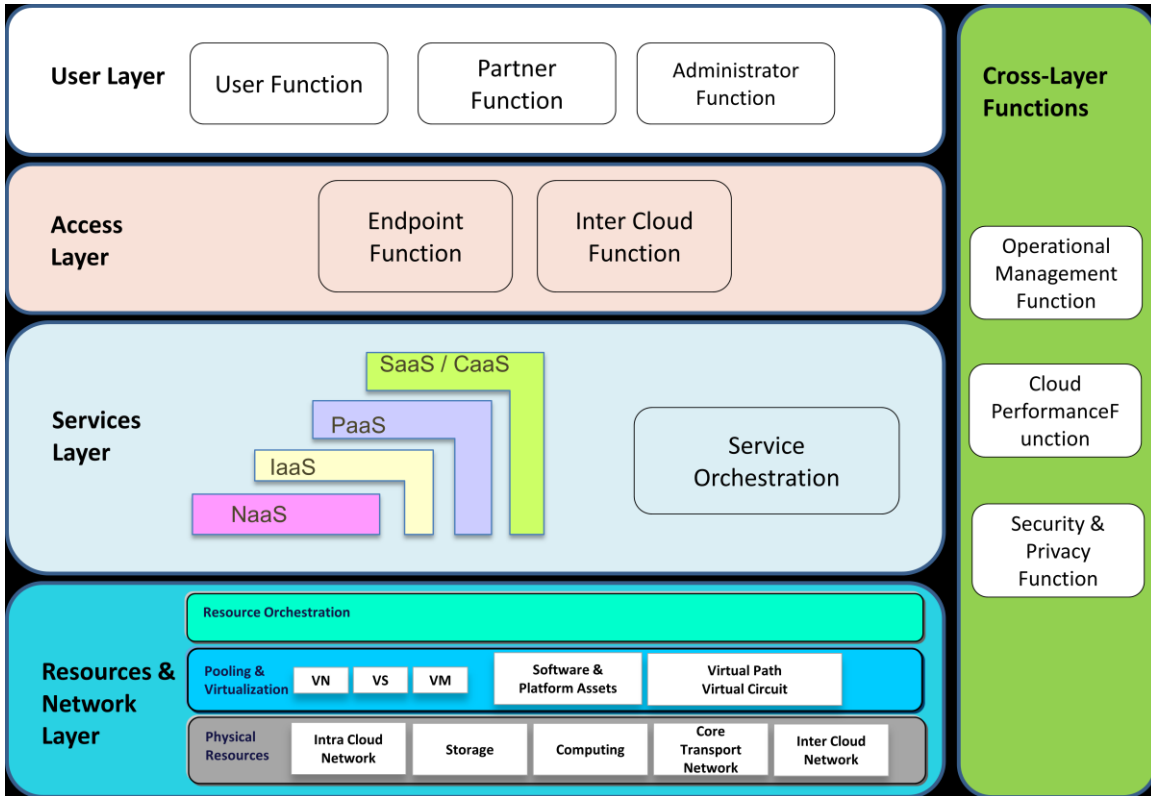 User Layer
User Function
Partner
Function
Administrator
Function
Access
Layer
Endpoint
Function
Inter Cloud
Function
Services
Layer
SaaS / CaaS
PaaS
IaaS
NaaS
Service
Orchestration
Resources &
Network
Layer
Resource Orchestration
Pooling &
Virtualization
VN
VS
VM
Software &
Platform Assets
Virtual Path
Virtual Circuit
Physical
Resources
Intra Cloud
Network
Storage
Computing
Core
Transport
Network
Inter Cloud
Network
Cross-Layer
Functions
Operational
Management
Function
Cloud
PerformanceF
unction
Security &
Privacy
Function